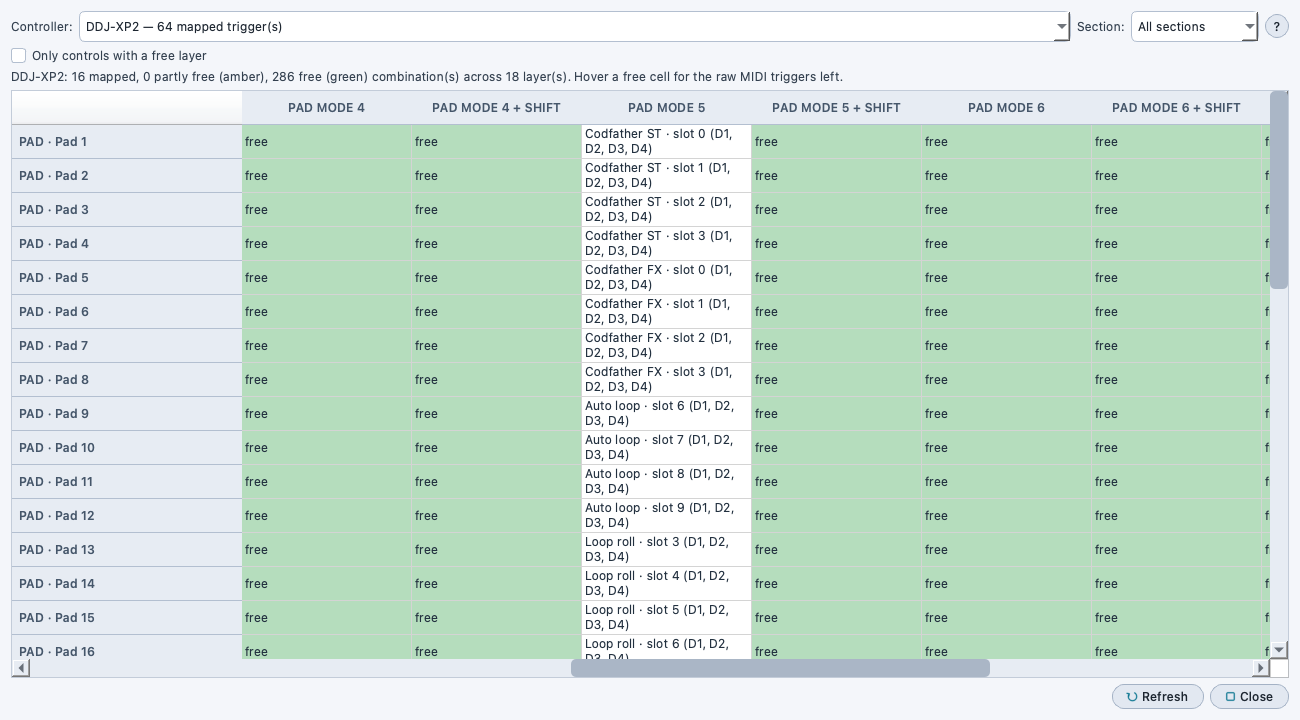 Controller: DDJ-XP2 — 64 mapped trigger(s) Section: All sections ?
Only controls with a free layer
DDJ-XP2: 16 mapped, 0 partly free (amber), 286 free (green) combination(s) across 18 layer(s). Hover a free cell for the raw MIDI triggers left.
PAD MODE 4 PAD MODE 4 + SHIFT PAD MODE 5 PAD MODE 5 + SHIFT PAD MODE 6 PAD MODE 6 + SHIFT
PAD · Pad 1 free free Codfather ST · slot 0 (D1, D2, D3, D4) free free free f
PAD · Pad 2 free free Codfather ST · slot 1 (D1, D2, D3, D4) free free free f
PAD · Pad 3 free free Codfather ST · slot 2 (D1, D2, D3, D4) free free free f
PAD · Pad 4 free free Codfather ST · slot 3 (D1, D2, D3, D4) free free free f
PAD · Pad 5 free free Codfather FX · slot 0 (D1, D2, D3, D4) free free free f
PAD · Pad 6 free free Codfather FX · slot 1 (D1, D2, D3, D4) free free free f
PAD · Pad 7 free free Codfather FX · slot 2 (D1, D2, D3, D4) free free free f
PAD · Pad 8 free free Codfather FX · slot 3 (D1, D2, D3, D4) free free free f
PAD · Pad 9 free free Auto loop · slot 6 (D1, D2, D3, D4) free free free f
PAD · Pad 10 free free Auto loop · slot 7 (D1, D2, D3, D4) free free free f
PAD · Pad 11 free free Auto loop · slot 8 (D1, D2, D3, D4) free free free f
PAD · Pad 12 free free Auto loop · slot 9 (D1, D2, D3, D4) free free free f
PAD · Pad 13 free free Loop roll · slot 3 (D1, D2, D3, D4) free free free f
PAD · Pad 14 free free Loop roll · slot 4 (D1, D2, D3, D4) free free free f
PAD · Pad 15 free free Loop roll · slot 5 (D1, D2, D3, D4) free free free f
PAD · Pad 16 free free Loop roll · slot 6 (D1, D2, D3, D4) free free free f
Refresh Close